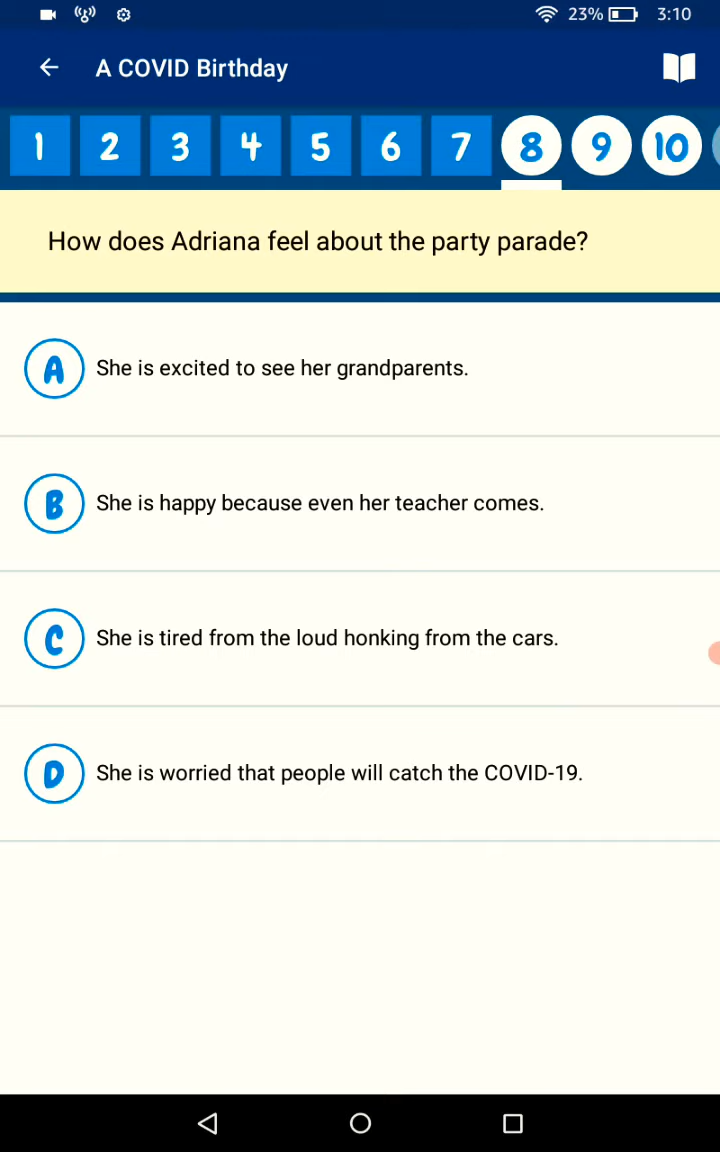 23% 3:10
A COVID Birthday
1 2 3 4 5 6 7 8 9 10
How does Adriana feel about the party parade?
A She is excited to see her grandparents.
B She is happy because even her teacher comes.
C She is tired from the loud honking from the cars.
D She is worried that people will catch the COVID-19.